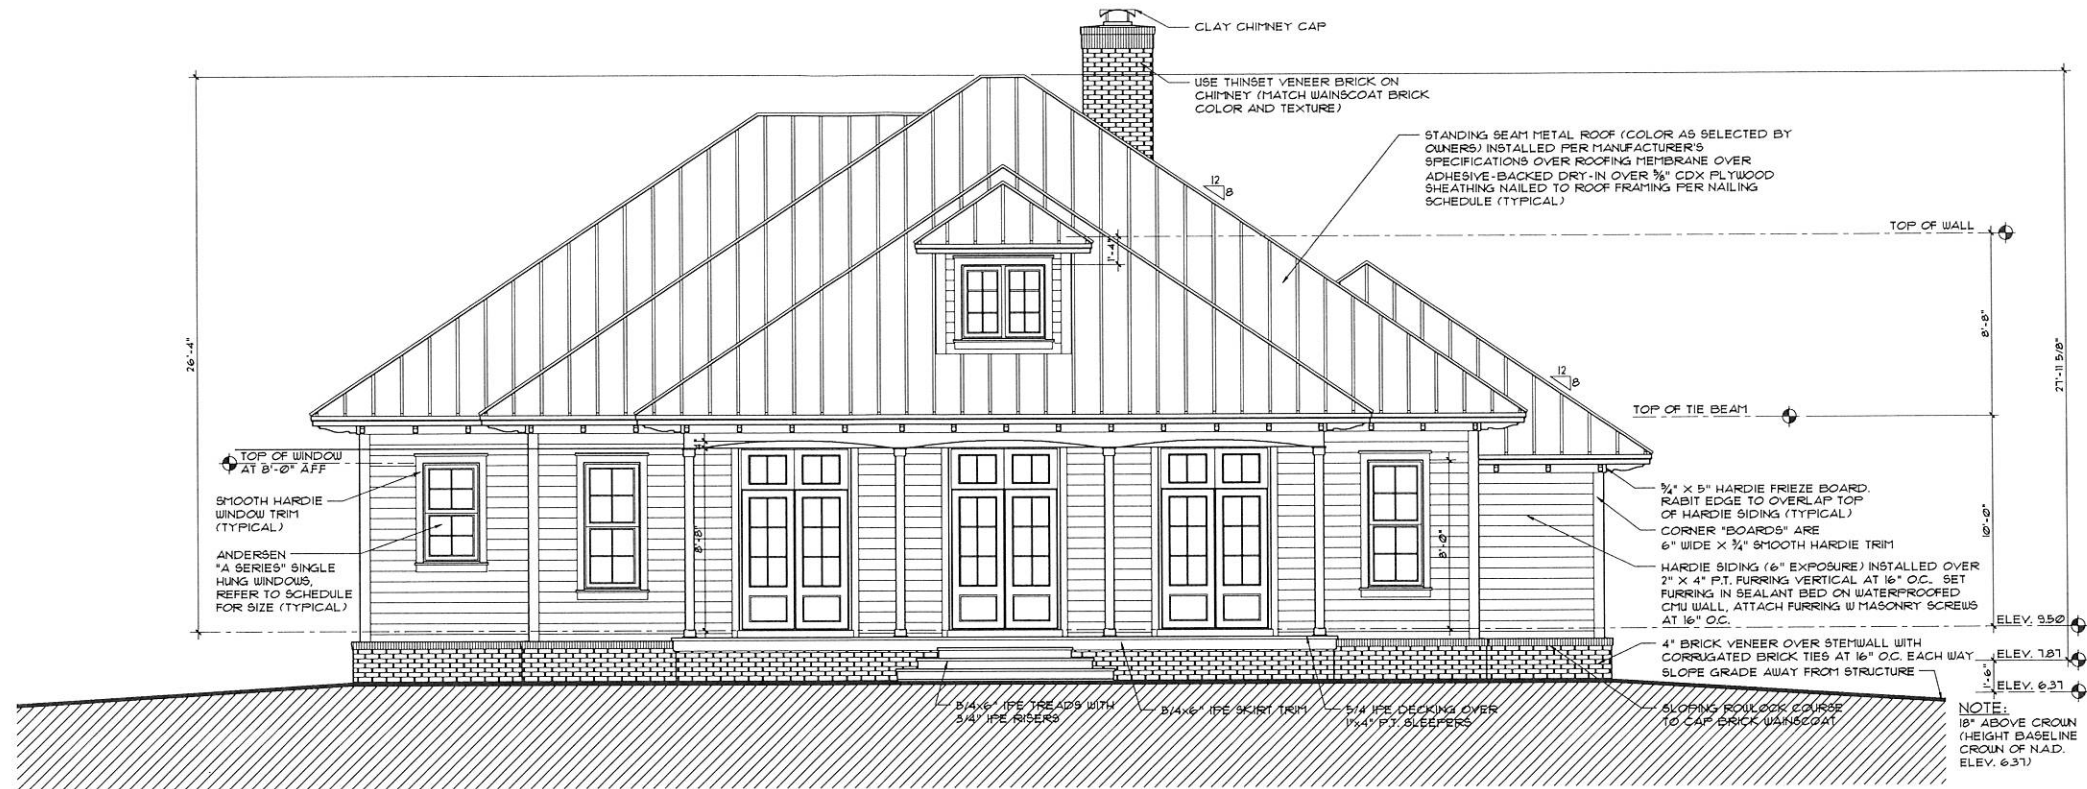 CLAY CHIMNEY CAP
USE THINSET VENEER BRICK ON
CHIMNEY (MATCH WAINSCOAT BRICK
COLOR AND TEXTURE)
STANDING SEAM METAL ROOF (COLOR AS SELECTED BY
OWNERS) INSTALLED PER MANUFACTURER'S
SPECIFICATIONS OVER ROOFING MEMBRANE OVER
ADHESIVE-BACKED DRY-IN OVER 5/8" CDX PLYWOOD
SHEATHING NAILED TO ROOF FRAMING PER NAILING
SCHEDULE (TYPICAL)
12
8
TOP OF WALL
1'-4"
26'-4"
8'-8"
27'-11 5/8"
12
8
TOP OF TIE BEAM
TOP OF WINDOW
AT 8'-0" AFF
SMOOTH HARDIE
WINDOW TRIM
(TYPICAL)
ANDERSEN
"A SERIES" SINGLE
HUNG WINDOWS,
REFER TO SCHEDULE
FOR SIZE (TYPICAL)
8'-8"
8'-0"
10'-0"
3/4" X 5" HARDIE FRIEZE BOARD.
RABIT EDGE TO OVERLAP TOP
OF HARDIE SIDING (TYPICAL)
CORNER "BOARDS" ARE
6" WIDE X 3/4" SMOOTH HARDIE TRIM
HARDIE SIDING (6" EXPOSURE) INSTALLED OVER
2" X 4" P.T. FURRING VERTICAL AT 16" O.C. SET
FURRING IN SEALANT BED ON WATERPROOFED
CMU WALL, ATTACH FURRING W MASONRY SCREWS
AT 16" O.C.
ELEV. 9.50
4" BRICK VENEER OVER STEMWALL WITH
CORRUGATED BRICK TIES AT 16" O.C. EACH WAY
ELEV. 7.87
SLOPE GRADE AWAY FROM STRUCTURE
1'-6"
ELEV. 6.37
5/4x6" IPE TREADS WITH
3/4" IPE RISERS
5/4x6" IPE SKIRT TRIM
5/4 IPE DECKING OVER
1"x4" P.T. SLEEPERS
SLOPING ROWLOCK COURSE
TO CAP BRICK WAINSCOAT
NOTE:
18" ABOVE CROWN
(HEIGHT BASELINE
CROWN OF N.A.D.
ELEV. 6.37)